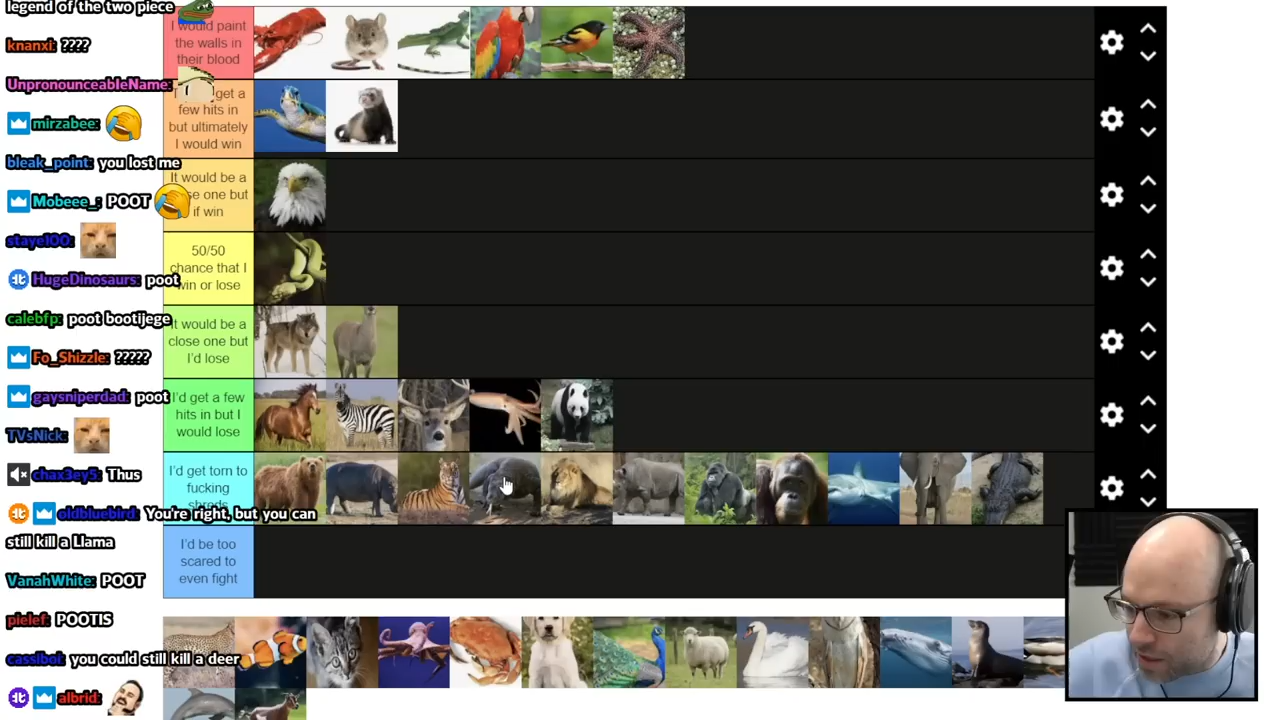 legend of the two piece
knanxi: ????
UnpronounceableName:
mirzabee:
bleak_point: you lost me
Mobeee_: POOT
staye100:
HugeDinosaurs: poot
calebfp: poot bootijege
Fo_Shizzle: ?????
gaysniperdad: poot
TVsNick:
chax3ey5: Thus
oldbluebird: You're right, but you can
still kill a Llama
VanahWhite: POOT
pielef: POOTIS
cassiboi: you could still kill a deer
albrid:
I would paint
the walls in
their blood
get a
few hits in
but ultimately
I would win
It would be a
one but
if win
50/50
chance that I
win or lose
It would be a
close one but
I'd lose
I'd get a few
hits in but I
would lose
I'd get torn to
fucking
shreds
I'd be too
scared to
even fight